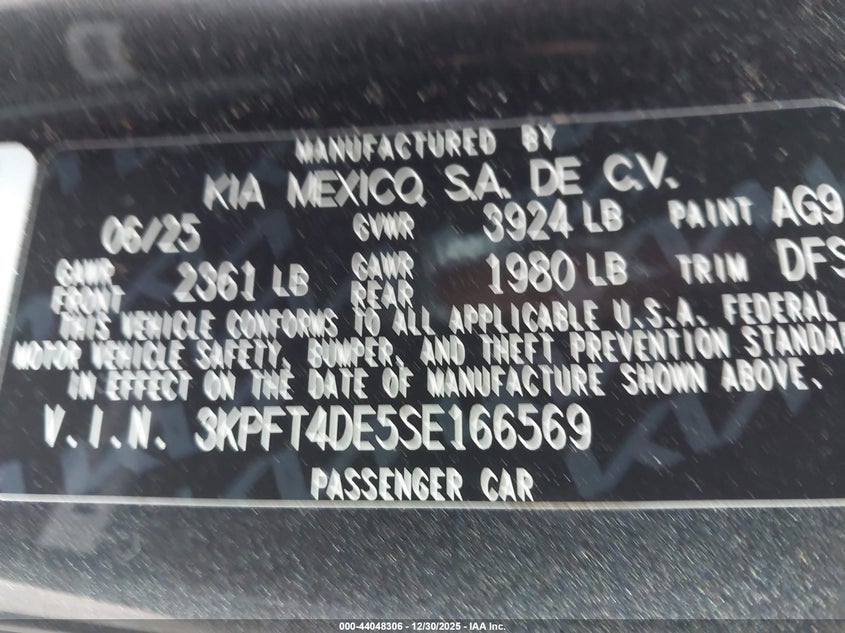 MANUFACTURED BY
KIA MEXICO, S.A. DE C.V.
06/25 GVWR 3924 LB PAINT AG9
GAWR FRONT 2361 LB GAWR REAR 1980 LB TRIM DFS
THIS VEHICLE CONFORMS TO ALL APPLICABLE U.S.A. FEDERAL
MOTOR VEHICLE SAFETY, BUMPER, AND THEFT PREVENTION STANDA
IN EFFECT ON THE DATE OF MANUFACTURE SHOWN ABOVE.
V.I.N. 3KPFT4DE5SE166569
PASSENGER CAR
000-44048306 - 12/30/2025 - IAA Inc.